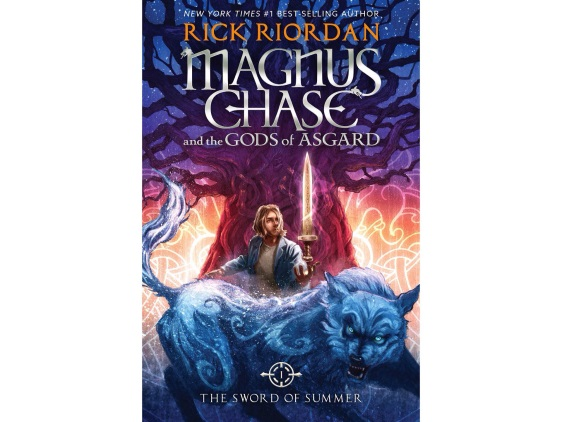 NEW YORK TIMES #1 BEST-SELLING AUTHOR
RICK RIORDAN
MAGNUS
CHASE
and the GODS of ASGARD
1
THE SWORD OF SUMMER